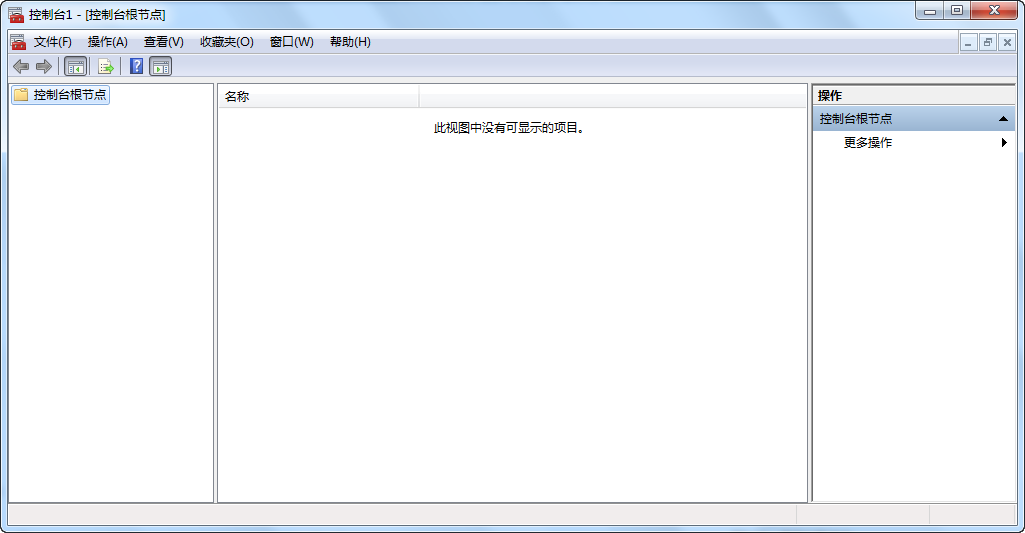 控制台1 - [控制台根节点]
文件(F) 操作(A) 查看(V) 收藏夹(O) 窗口(W) 帮助(H)
控制台根节点
名称
此视图中没有可显示的项目。
操作
控制台根节点
更多操作